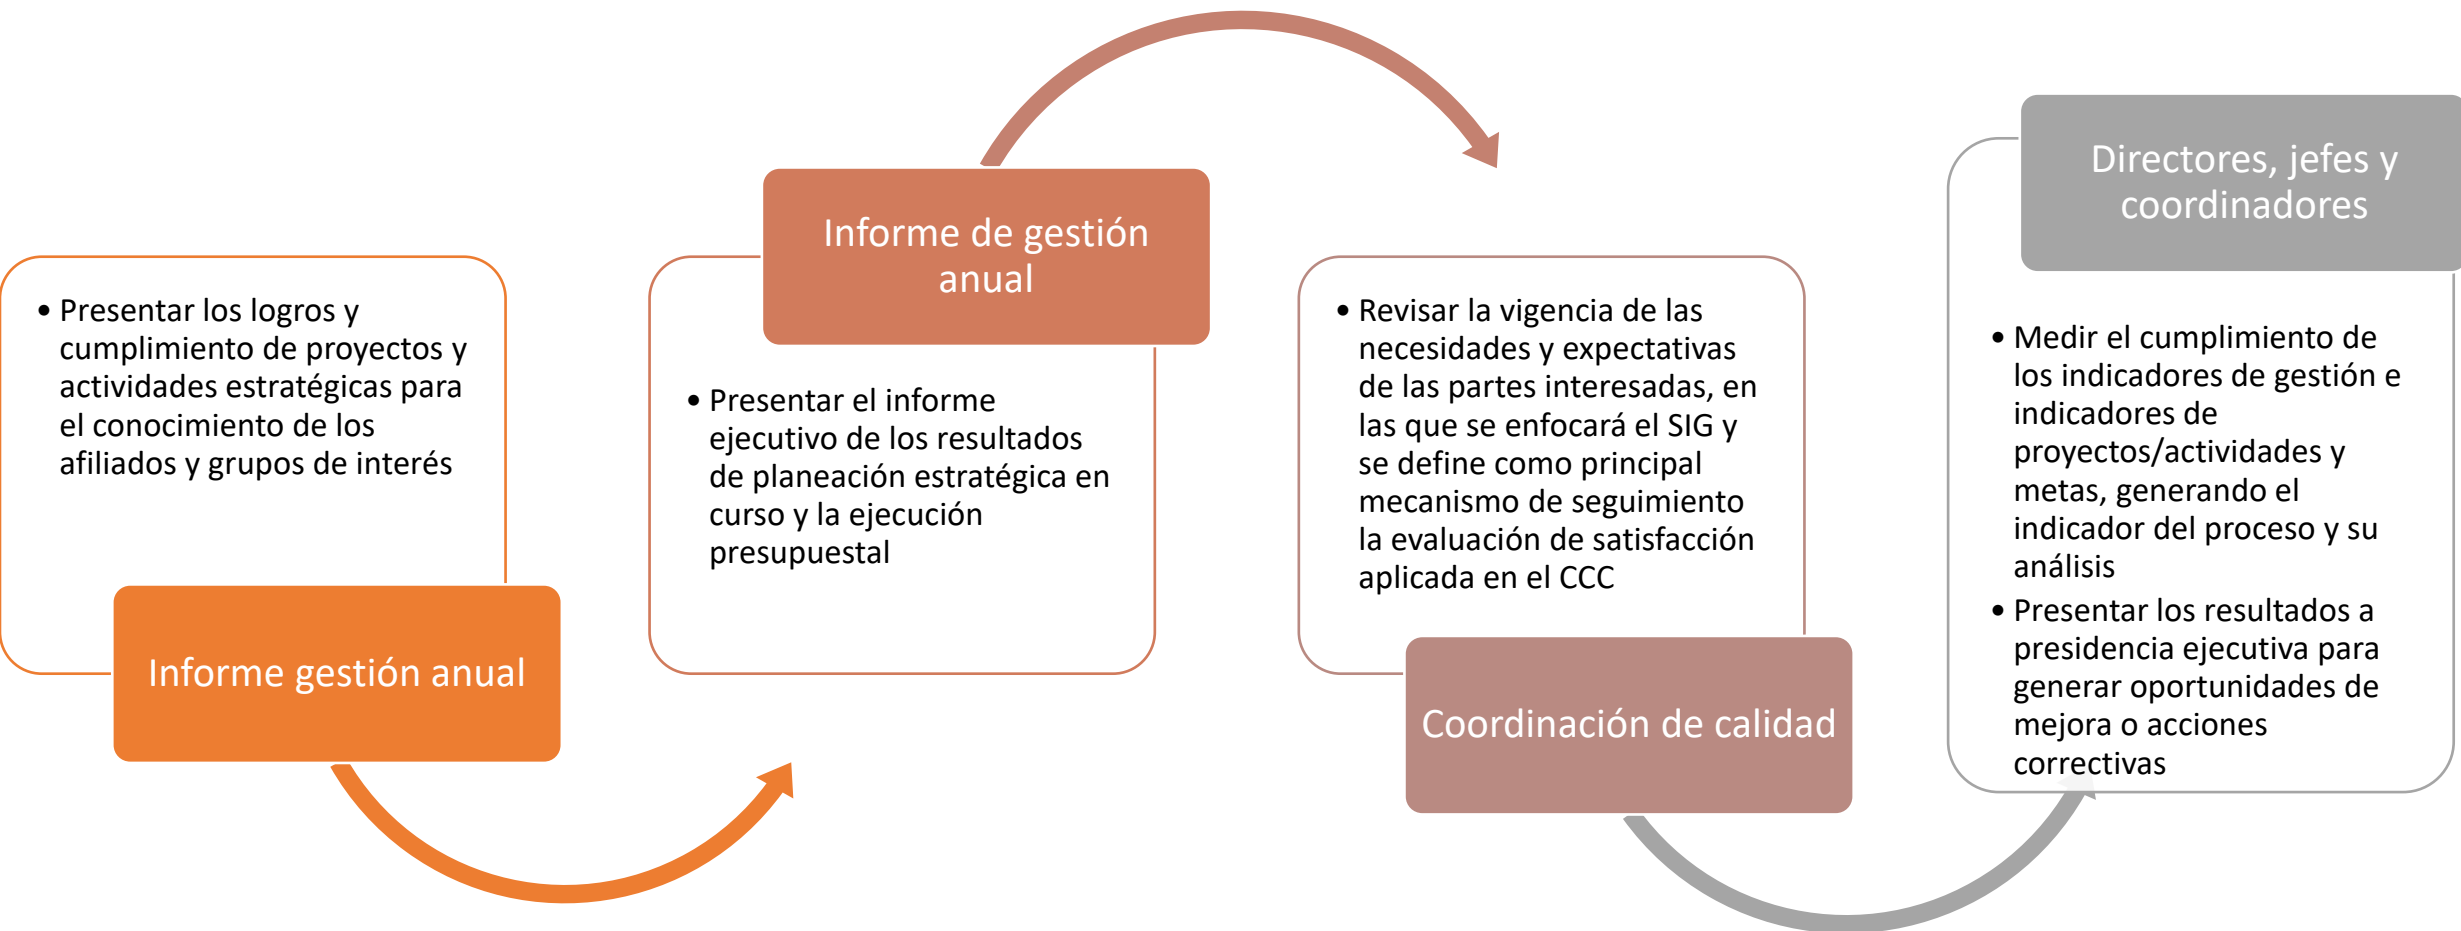 • Presentar los logros y
cumplimiento de proyectos y
actividades estratégicas para
el conocimiento de los
afiliados y grupos de interés
Informe gestión anual
Informe de gestión
anual
• Presentar el informe
ejecutivo de los resultados
de planeación estratégica en
curso y la ejecución
presupuestal
• Revisar la vigencia de las
necesidades y expectativas
de las partes interesadas, en
las que se enfocará el SIG y
se define como principal
mecanismo de seguimiento
la evaluación de satisfacción
aplicada en el CCC
Coordinación de calidad
Directores, jefes y
coordinadores
• Medir el cumplimiento de
los indicadores de gestión e
indicadores de
proyectos/actividades y
metas, generando el
indicador del proceso y su
análisis
• Presentar los resultados a
presidencia ejecutiva para
generar oportunidades de
mejora o acciones
correctivas